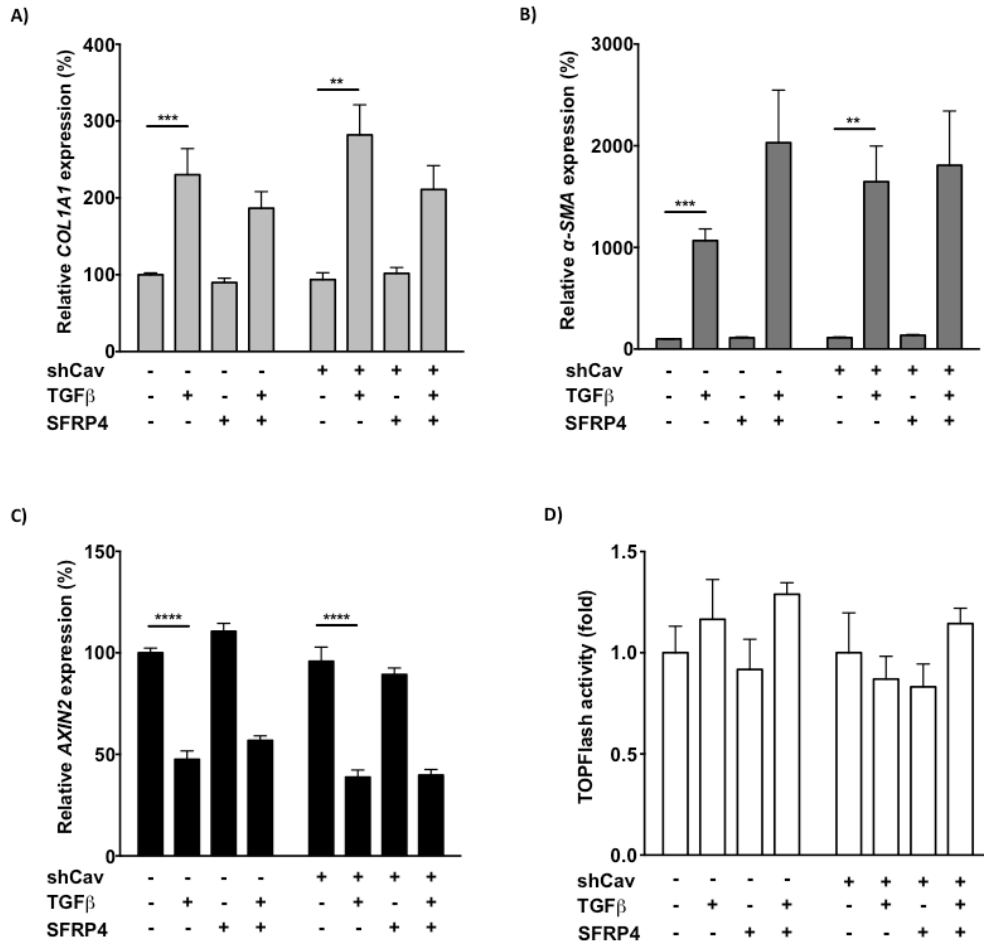 A)
Relative COL1A1 expression (%)
400
300
200
100
0
***
**
shCav - - - - + + + +
TGFβ - + - + - + - +
SFRP4 - - + + - - + +
B)
Relative α-SMA expression (%)
3000
2000
1000
0
***
**
shCav - - - - + + + +
TGFβ - + - + - + - +
SFRP4 - - + + - - + +
C)
Relative AXIN2 expression (%)
150
100
50
0
****
****
shCav - - - - + + + +
TGFβ - + - + - + - +
SFRP4 - - + + - - + +
D)
TOPFlash activity (fold)
1.5
1.0
0.5
0.0
shCav - - - - + + + +
TGFβ - + - + - + - +
SFRP4 - - + + - - + +